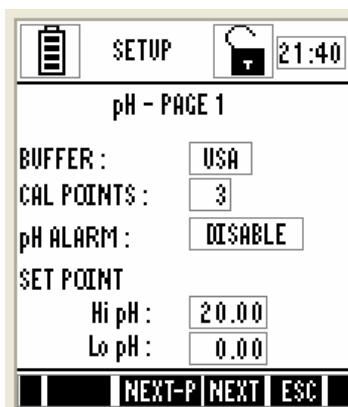 SETUP 21:40
pH - PAGE 1
BUFFER : USA
CAL POINTS : 3
pH ALARM : DISABLE
SET POINT
Hi pH : 20.00
Lo pH : 0.00
NEXT-P NEXT ESC